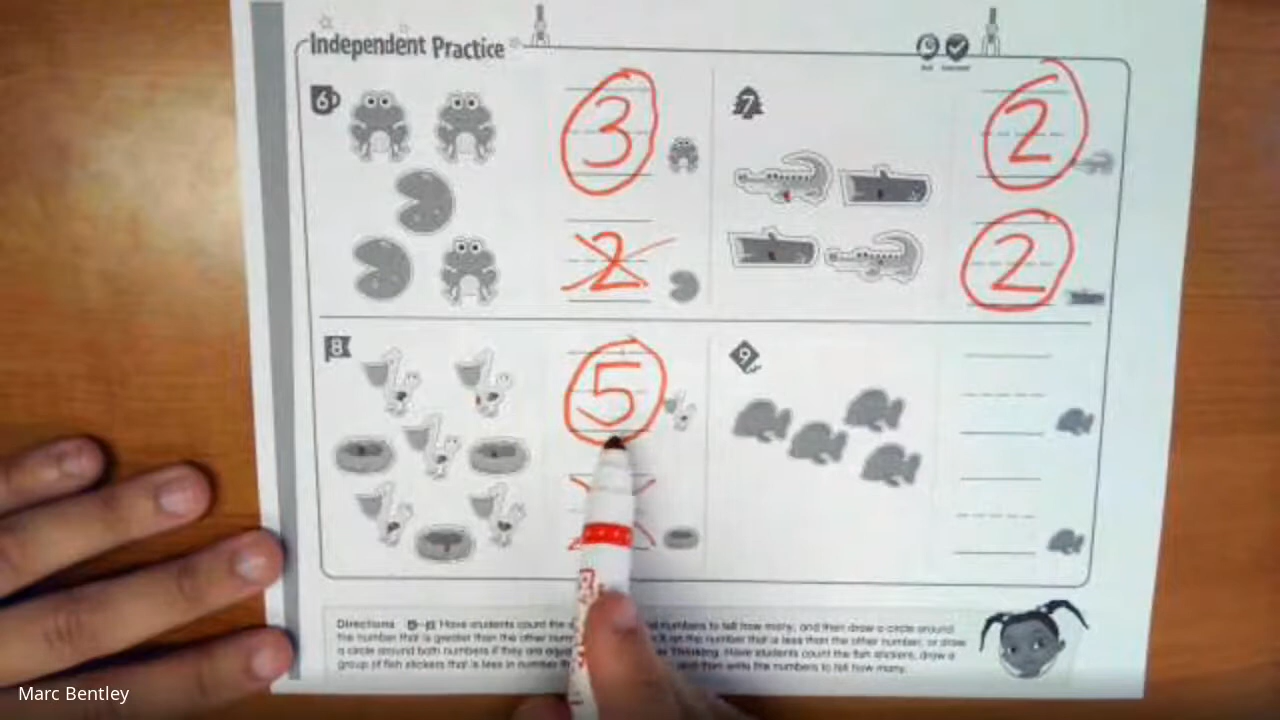 Independent Practice
6
3
2
7
2
2
8
5
9
Directions
Have students count the
numbers to tell how many, and then draw a circle around
the number that is greater than the other
on the number that is less than the other number, or draw
a circle around both numbers if they are
Thinking. Have students count the fish stickers, draw a
group of fish stickers that is less in number
and then write the numbers to tell how many.
Marc Bentley